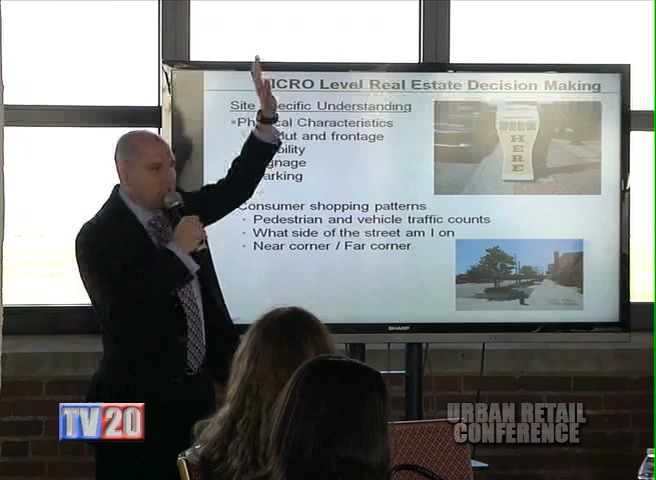 ICRO Level Real Estate Decision Making
Site Specific Understanding
Physical Characteristics
out and frontage
bility
gnage
arking
Consumer shopping patterns
Pedestrian and vehicle traffic counts
What side of the street am I on
Near corner / Far corner
HERE
SHARP
TV20
URBAN RETAIL
CONFERENCE